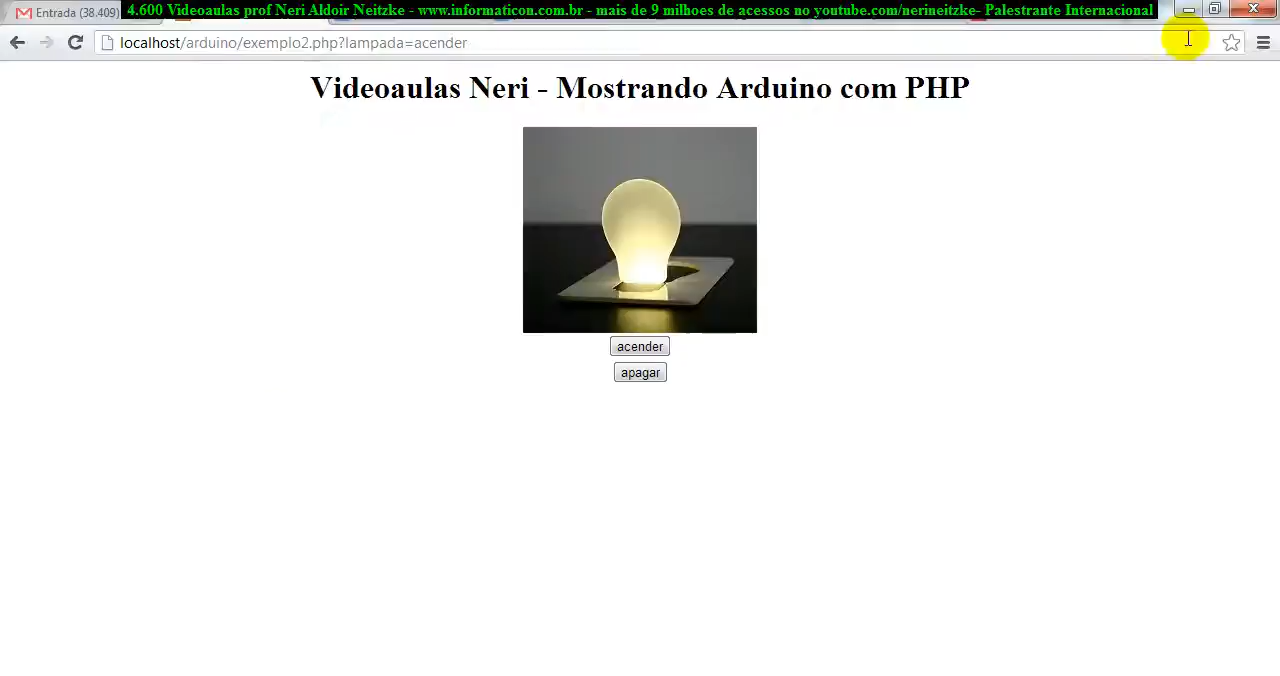 4.600 Videoaulas prof Neri Aldoir Neitzke - www.informaticon.com.br - mais de 9 milhoes de acessos no youtube.com/nerineitzke- Palestrante Internacional
Entrada (38.409)
localhost/arduino/exemplo2.php?lampada=acender
Videoaulas Neri - Mostrando Arduino com PHP
acender
apagar